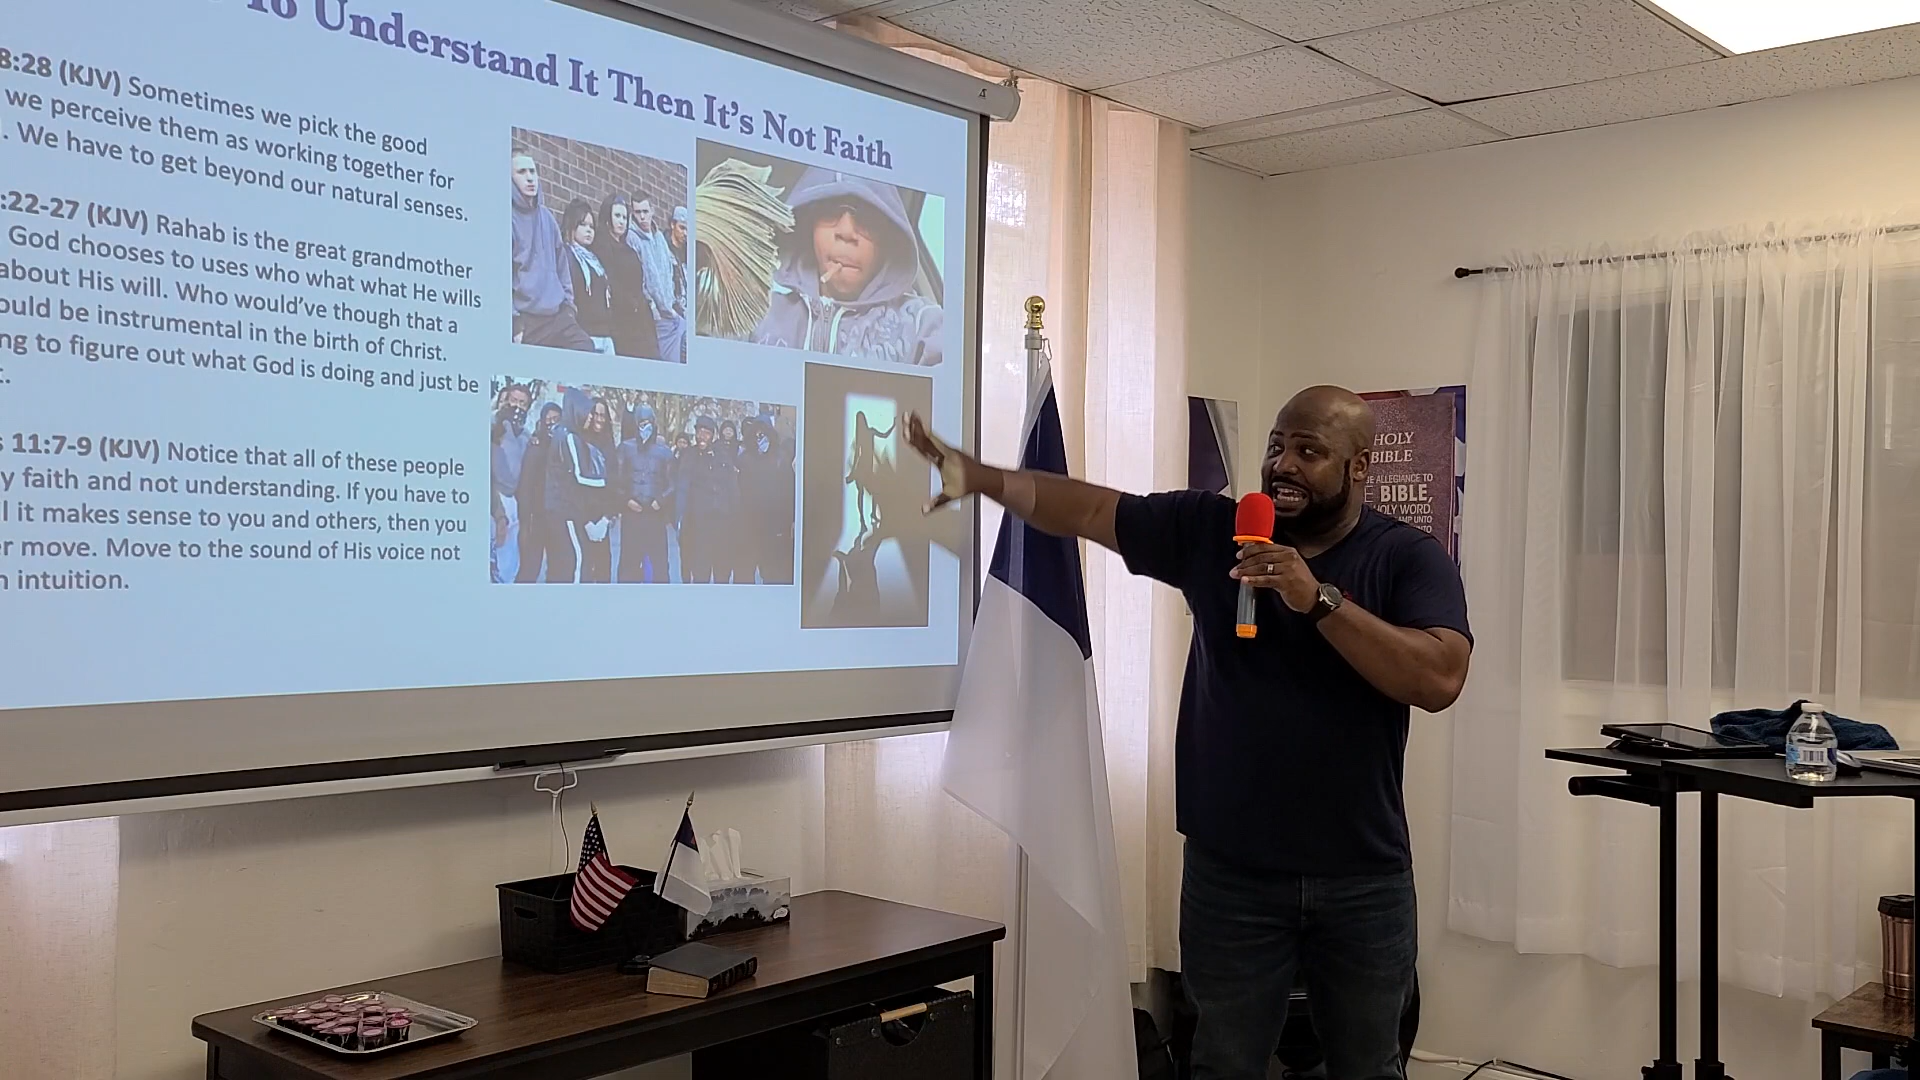 To Understand It Then It's Not Faith
8:28 (KJV) Sometimes we pick the good
we perceive them as working together for
. We have to get beyond our natural senses.
:22-27 (KJV) Rahab is the great grandmother
God chooses to uses who what what He wills
about His will. Who would've though that a
ould be instrumental in the birth of Christ.
ng to figure out what God is doing and just be
11:7-9 (KJV) Notice that all of these people
y faith and not understanding. If you have to
l it makes sense to you and others, then you
r move. Move to the sound of His voice not
n intuition.
HOLY
BIBLE
ALLEGIANCE TO
BIBLE,
HOLY WORD.
UNTO